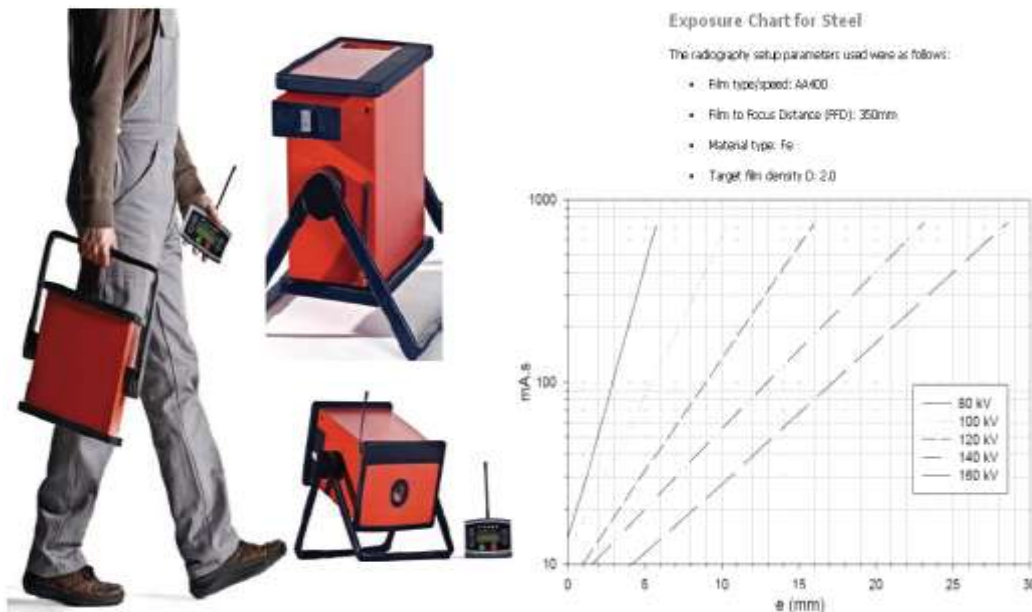 Exposure Chart for Steel
The radiography setup parameters used were as follows:
• Film type/speed: AA400
• Film to Focus Distance (FFD): 350mm
• Material type: Fe
• Target film density D: 2.0
1000
100
10
mA.s
80 kV
100 kV
120 kV
140 kV
160 kV
0 5 10 15 20 25 30
e (mm)